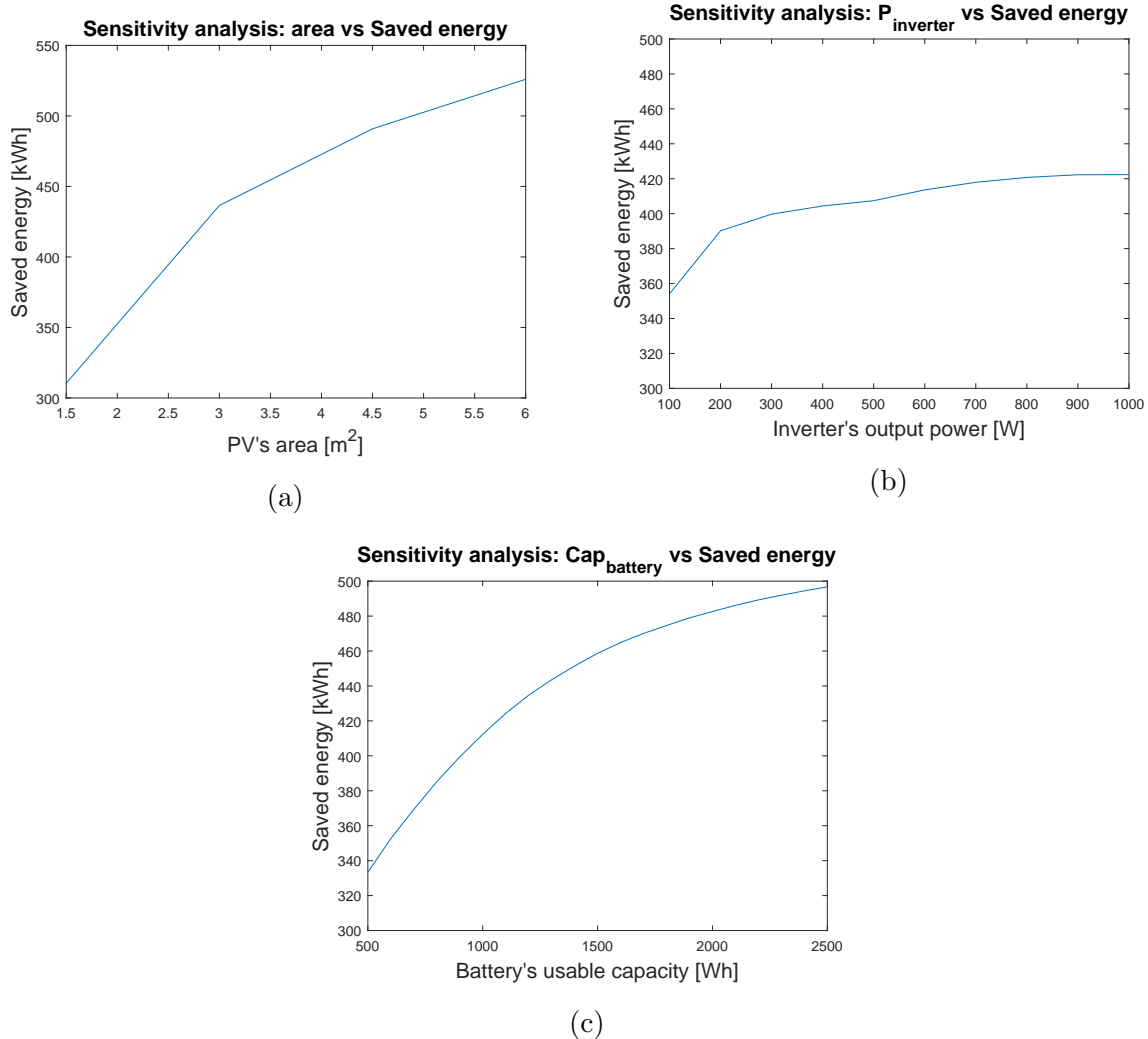 Sensitivity analysis: area vs Saved energy
550
500
450
400
350
300
Saved energy [kWh]
1.5 2 2.5 3 3.5 4 4.5 5 5.5 6
PV's area [m²]
(a)
Sensitivity analysis: P_inverter vs Saved energy
500
480
460
440
420
400
380
360
340
320
300
Saved energy [kWh]
100 200 300 400 500 600 700 800 900 1000
Inverter's output power [W]
(b)
Sensitivity analysis: Cap_battery vs Saved energy
500
480
460
440
420
400
380
360
340
320
300
Saved energy [kWh]
500 1000 1500 2000 2500
Battery's usable capacity [Wh]
(c)